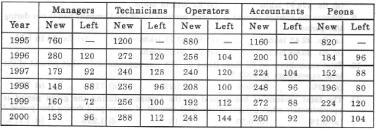 Managers Technicians Operators Accountants Peons
Year New Left New Left New Left New Left New Left
1995 760 — 1200 — 880 — 1160 — 820 —
1996 280 120 272 120 256 104 200 100 184 96
1997 179 92 240 128 240 120 224 104 152 88
1998 148 88 236 96 208 100 248 96 196 80
1999 160 72 256 100 192 112 272 88 224 120
2000 193 96 288 112 248 144 260 92 200 104